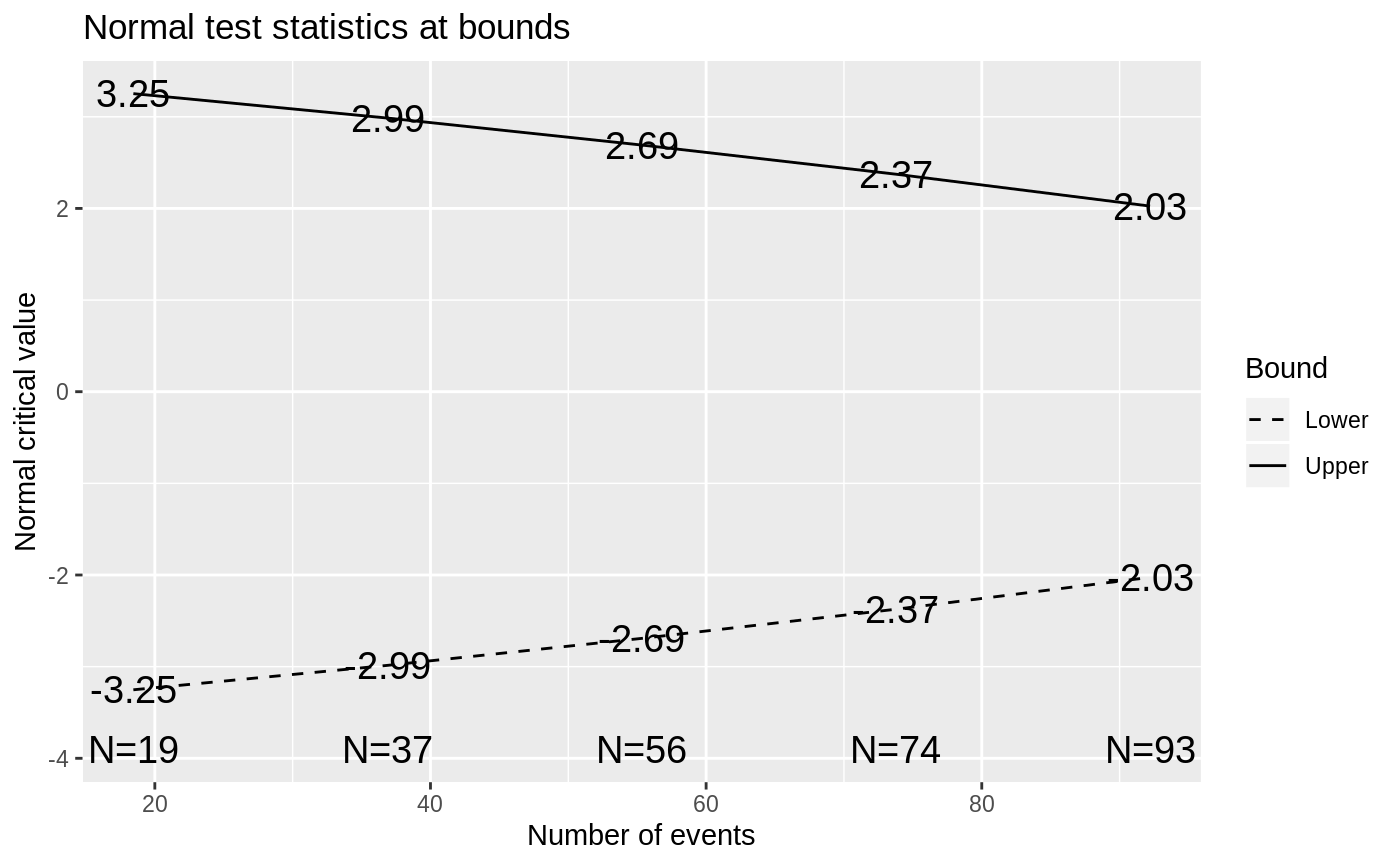 Normal test statistics at bounds
3.25
2.99
2.69
2.37
2.03
2
0
-2
-4
Normal critical value
-3.25
-2.99
-2.69
-2.37
-2.03
N=19 N=37 N=56 N=74 N=93
20 40 60 80
Number of events
Bound
Lower
Upper